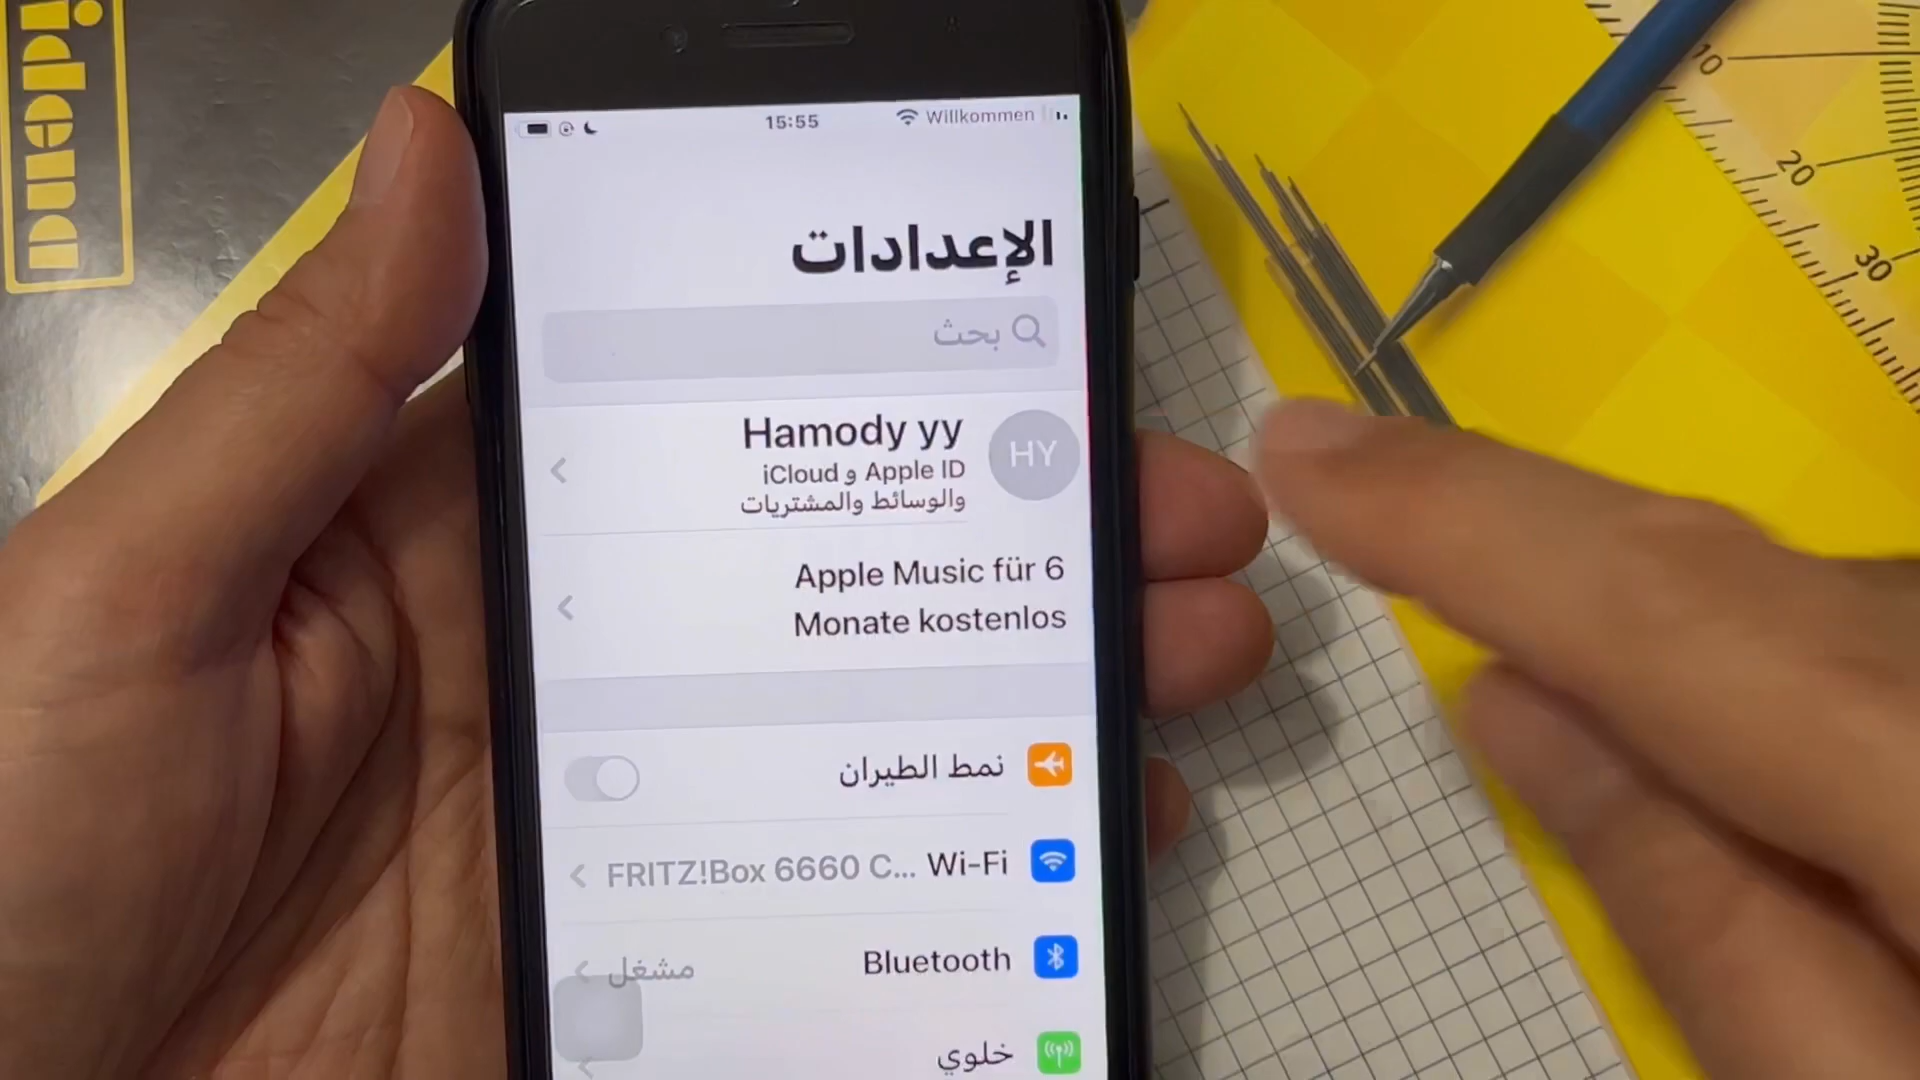 idena
15:55
Willkommen
الإعدادات
بحث
Hamody yy
HY
Apple ID و iCloud
والوسائط والمشتريات
Apple Music für 6
Monate kostenlos
نمط الطيران
Wi-Fi
FRITZ!Box 6660 C...
Bluetooth
مشغل
خلوي
10
20
30